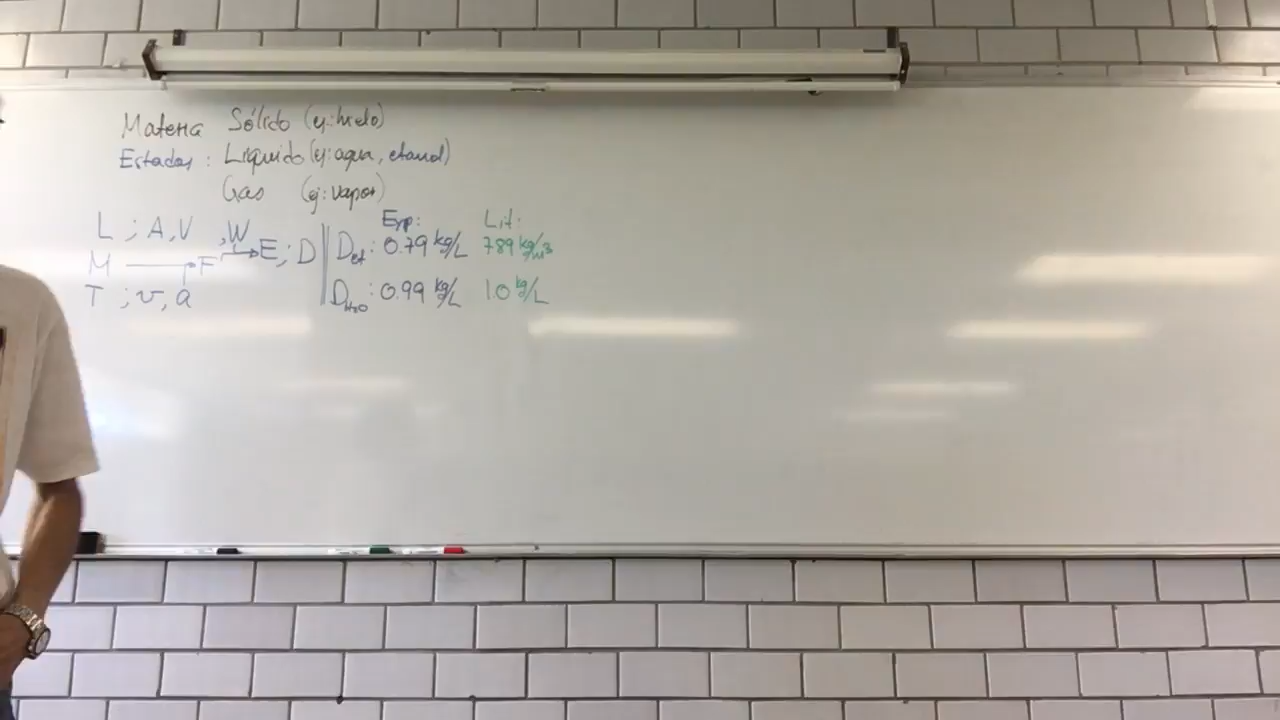 Materia Sólido (ej: hielo)
Estados: Líquido (ej: agua, etanol)
Gas (ej: vapor)
L ; A, V
M → F , W → E ; D
T ; v, a
Exp: Lit:
Det : 0.79 kg/L 789 kg/m³
DH₂O : 0.99 kg/L 1.0 kg/L